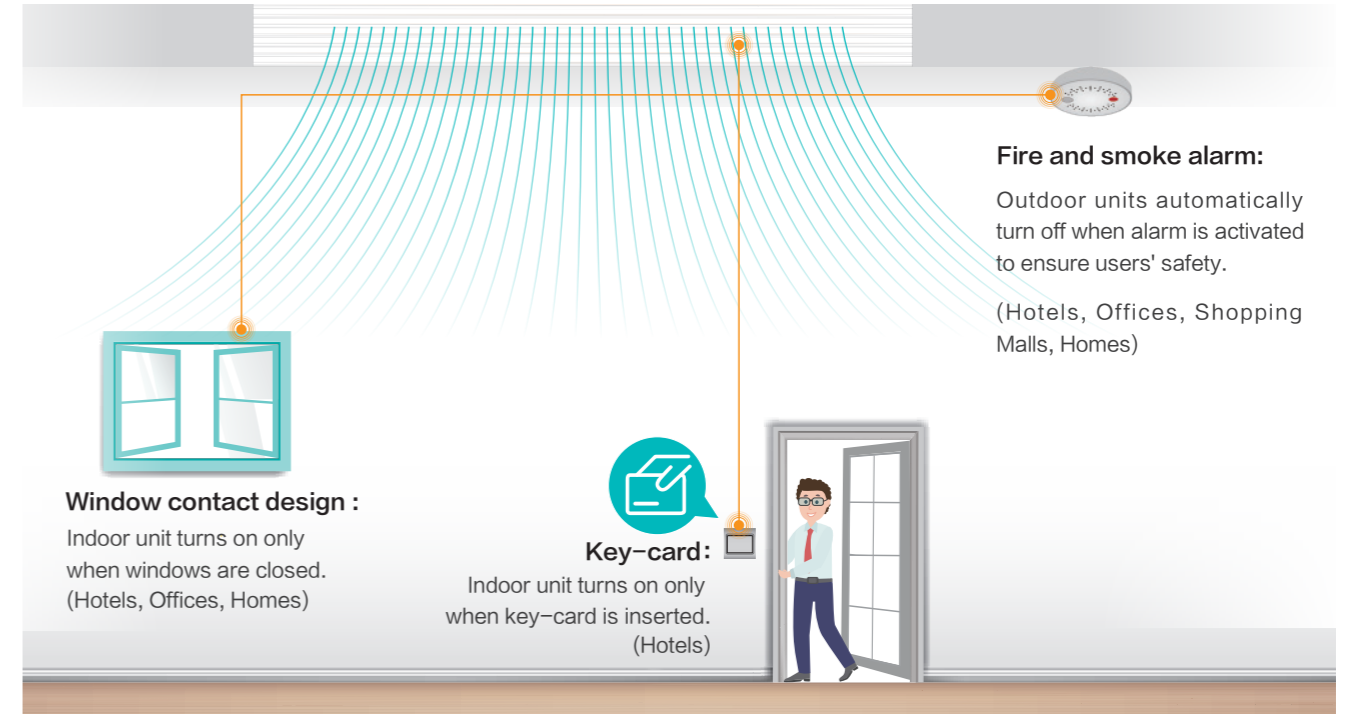 Fire and smoke alarm:
Outdoor units automatically
turn off when alarm is activated
to ensure users' safety.
(Hotels, Offices, Shopping
Malls, Homes)
Window contact design :
Indoor unit turns on only
when windows are closed.
(Hotels, Offices, Homes)
Key-card:
Indoor unit turns on only
when key-card is inserted.
(Hotels)